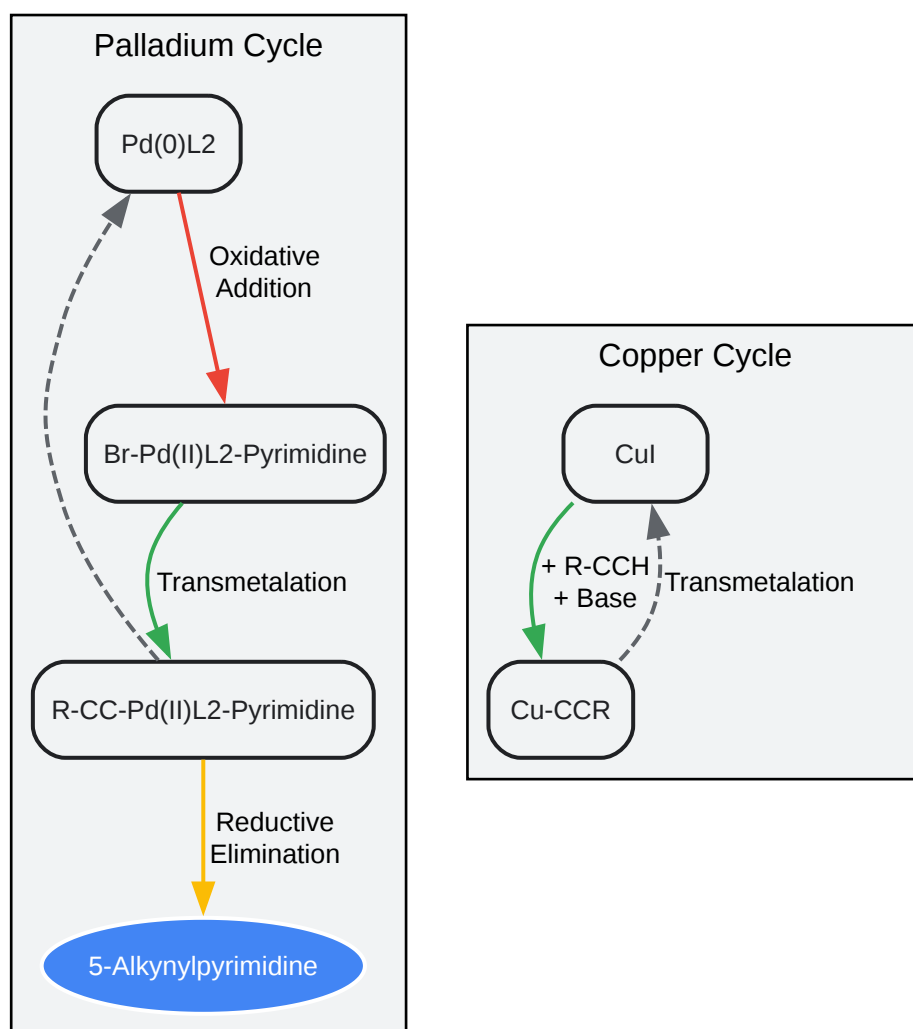 Palladium Cycle
Pd(0)L2
Oxidative
Addition
Br-Pd(II)L2-Pyrimidine
Transmetalation
R-CC-Pd(II)L2-Pyrimidine
Reductive
Elimination
5-Alkynylpyrimidine
Copper Cycle
CuI
+ R-CCH
+ Base
Transmetalation
Cu-CCR